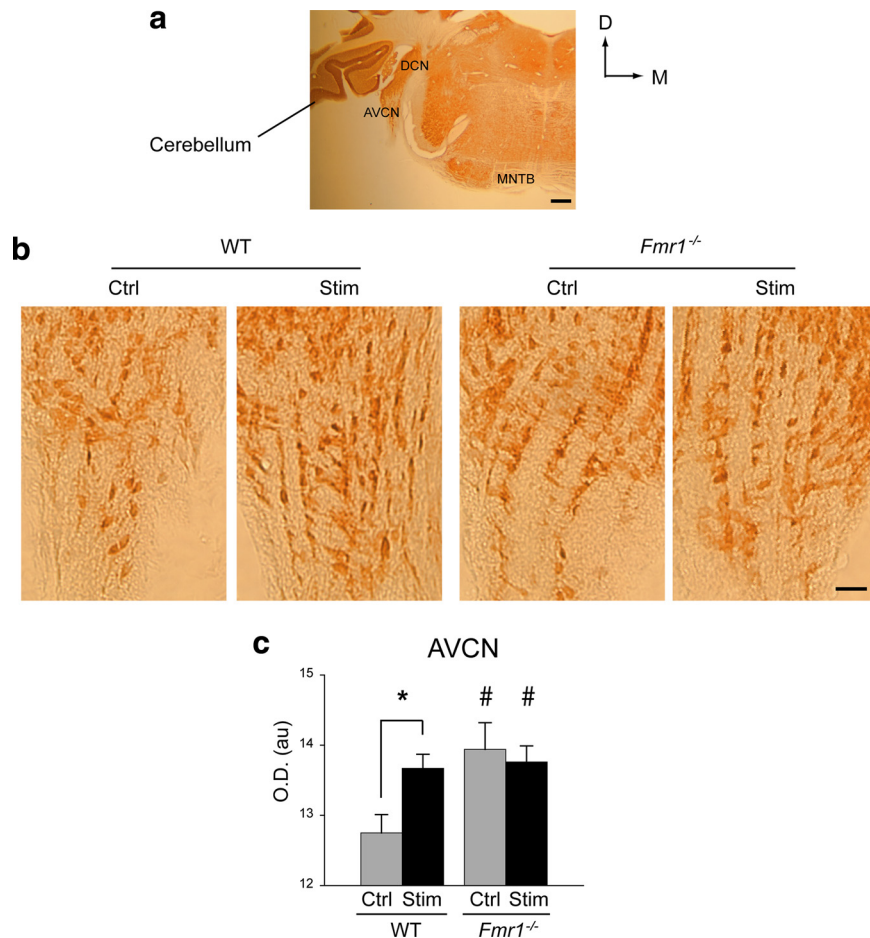 a
D
M
DCN
AVCN
Cerebellum
MNTB
b
WT
Fmr1-/-
Ctrl
Stim
Ctrl
Stim
c
AVCN
15
14
13
12
O.D. (au)
*
#
#
Ctrl
Stim
Ctrl
Stim
WT
Fmr1-/-